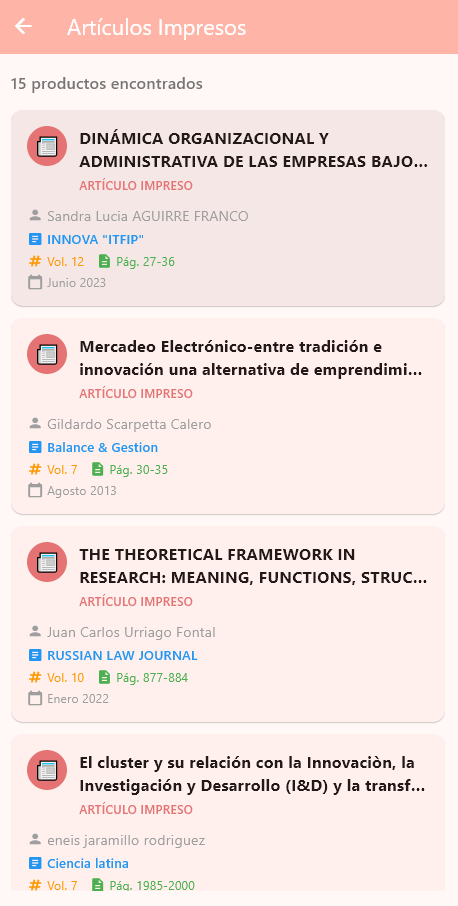 Artículos Impresos
15 productos encontrados
DINÁMICA ORGANIZACIONAL Y
ADMINISTRATIVA DE LAS EMPRESAS BAJO...
ARTÍCULO IMPRESO
Sandra Lucia AGUIRRE FRANCO
INNOVA "ITFIP"
# Vol. 12 Pág. 27-36
Junio 2023
Mercadeo Electrónico-entre tradición e
innovación una alternativa de emprendimi...
ARTÍCULO IMPRESO
Gildardo Scarpetta Calero
Balance & Gestion
# Vol. 7 Pág. 30-35
Agosto 2013
THE THEORETICAL FRAMEWORK IN
RESEARCH: MEANING, FUNCTIONS, STRUC...
ARTÍCULO IMPRESO
Juan Carlos Urriago Fontal
RUSSIAN LAW JOURNAL
# Vol. 10 Pág. 877-884
Enero 2022
El cluster y su relación con la Innovaciòn, la
Investigación y Desarrollo (I&D) y la transf...
ARTÍCULO IMPRESO
eneis jaramillo rodriguez
Ciencia latina
# Vol. 7 Pág. 1985-2000